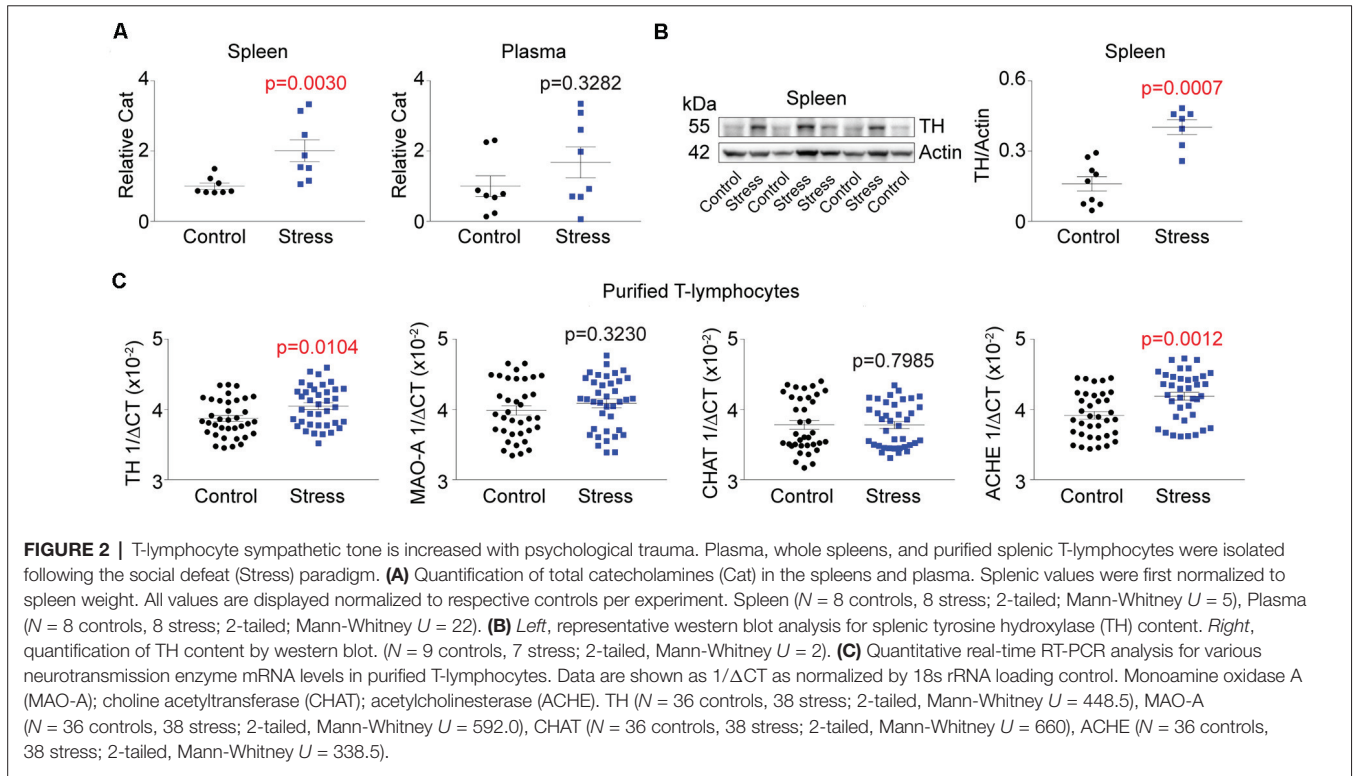 A
Spleen
Relative Cat
4
2
0
p=0.0030
Control
Stress
Plasma
Relative Cat
4
2
0
p=0.3282
Control
Stress
B
kDa
Spleen
55
TH
42
Actin
Control
Stress
Control
Stress
Stress
Control
Stress
Control
Spleen
TH/Actin
0.6
0.3
0
p=0.0007
Control
Stress
C
Purified T-lymphocytes
TH 1/ΔCT (x10⁻²)
5
4
3
p=0.0104
Control
Stress
MAO-A 1/ΔCT (x10⁻²)
5
4
3
p=0.3230
Control
Stress
CHAT 1/ΔCT (x10⁻²)
5
4
3
p=0.7985
Control
Stress
ACHE 1/ΔCT (x10⁻²)
5
4
3
p=0.0012
Control
Stress
FIGURE 2 | T-lymphocyte sympathetic tone is increased with psychological trauma. Plasma, whole spleens, and purified splenic T-lymphocytes were isolated
following the social defeat (Stress) paradigm. (A) Quantification of total catecholamines (Cat) in the spleens and plasma. Splenic values were first normalized to
spleen weight. All values are displayed normalized to respective controls per experiment. Spleen (N = 8 controls, 8 stress; 2-tailed; Mann-Whitney U = 5), Plasma
(N = 8 controls, 8 stress; 2-tailed; Mann-Whitney U = 22). (B) Left, representative western blot analysis for splenic tyrosine hydroxylase (TH) content. Right,
quantification of TH content by western blot. (N = 9 controls, 7 stress; 2-tailed, Mann-Whitney U = 2). (C) Quantitative real-time RT-PCR analysis for various
neurotransmission enzyme mRNA levels in purified T-lymphocytes. Data are shown as 1/ΔCT as normalized by 18s rRNA loading control. Monoamine oxidase A
(MAO-A); choline acetyltransferase (CHAT); acetylcholinesterase (ACHE). TH (N = 36 controls, 38 stress; 2-tailed, Mann-Whitney U = 448.5), MAO-A
(N = 36 controls, 38 stress; 2-tailed, Mann-Whitney U = 592.0), CHAT (N = 36 controls, 38 stress; 2-tailed, Mann-Whitney U = 660), ACHE (N = 36 controls,
38 stress; 2-tailed, Mann-Whitney U = 338.5).